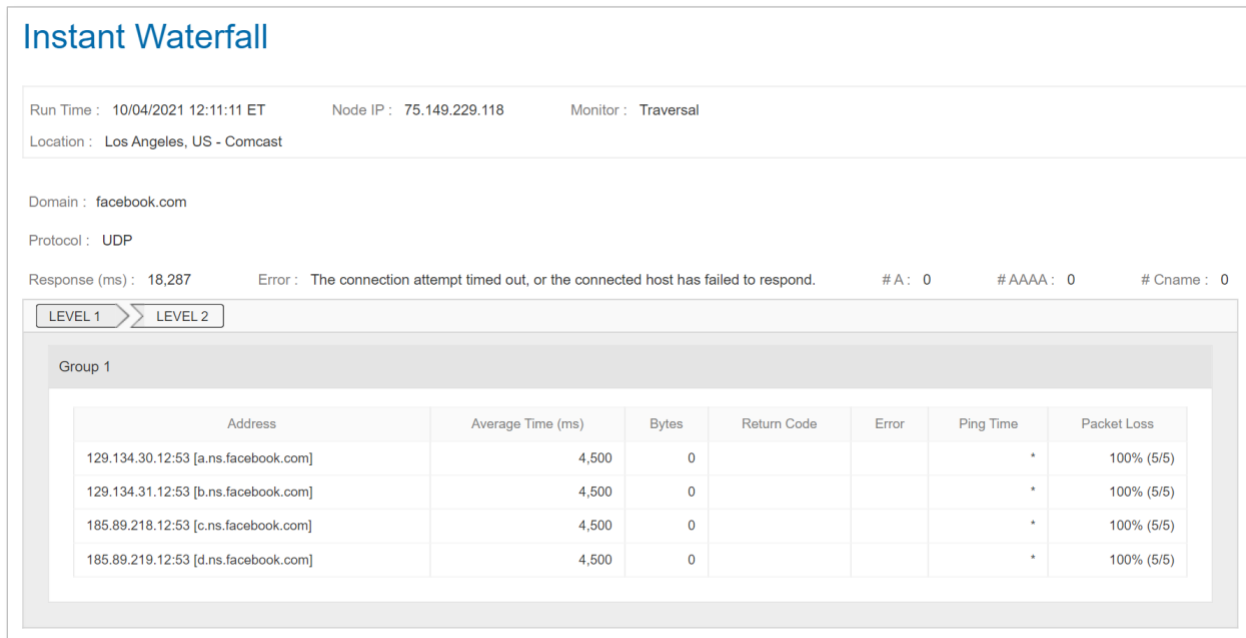 Instant Waterfall
Run Time : 10/04/2021 12:11:11 ET Node IP : 75.149.229.118 Monitor : Traversal
Location : Los Angeles, US - Comcast
Domain : facebook.com
Protocol : UDP
Response (ms) : 18,287 Error : The connection attempt timed out, or the connected host has failed to respond. # A : 0 # AAAA : 0 # Cname : 0
LEVEL 1 LEVEL 2
Group 1
Address Average Time (ms) Bytes Return Code Error Ping Time Packet Loss
129.134.30.12:53 [a.ns.facebook.com] 4,500 0 * 100% (5/5)
129.134.31.12:53 [b.ns.facebook.com] 4,500 0 * 100% (5/5)
185.89.218.12:53 [c.ns.facebook.com] 4,500 0 * 100% (5/5)
185.89.219.12:53 [d.ns.facebook.com] 4,500 0 * 100% (5/5)